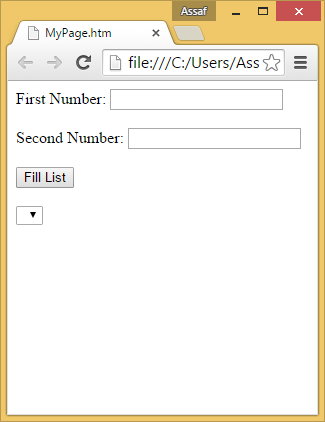 Assaf
MyPage.htm
file:///C:/Users/Ass
First Number:
Second Number:
Fill List